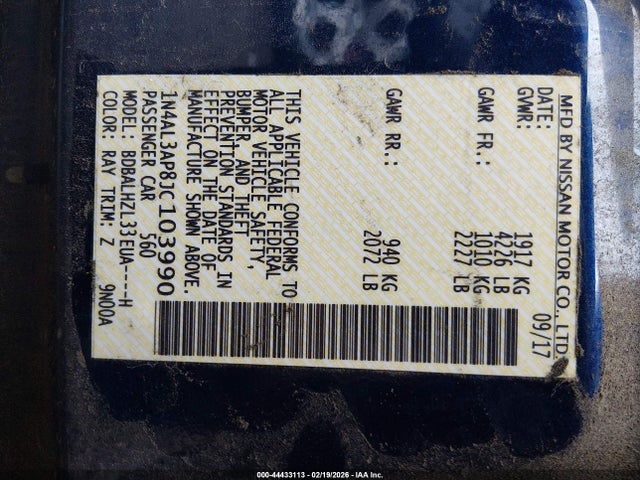 MFD BY NISSAN MOTOR CO., LTD.
DATE: 09/17
GVWR: 1917 KG
4226 LB
GAWR FR.: 1010 KG
2227 LB
GAWR RR.: 940 KG
2072 LB
THIS VEHICLE CONFORMS TO
ALL APPLICABLE FEDERAL
MOTOR VEHICLE SAFETY,
BUMPER, AND THEFT
PREVENTION STANDARDS IN
EFFECT ON THE DATE OF
MANUFACTURE SHOWN ABOVE.
1N4AL3AP8JC103990
PASSENGER CAR 560
MODEL: BDBALHZL33EUA----H
COLOR: RAY TRIM: Z 9N00A
000-44433113 - 02/19/2026 - IAA Inc.